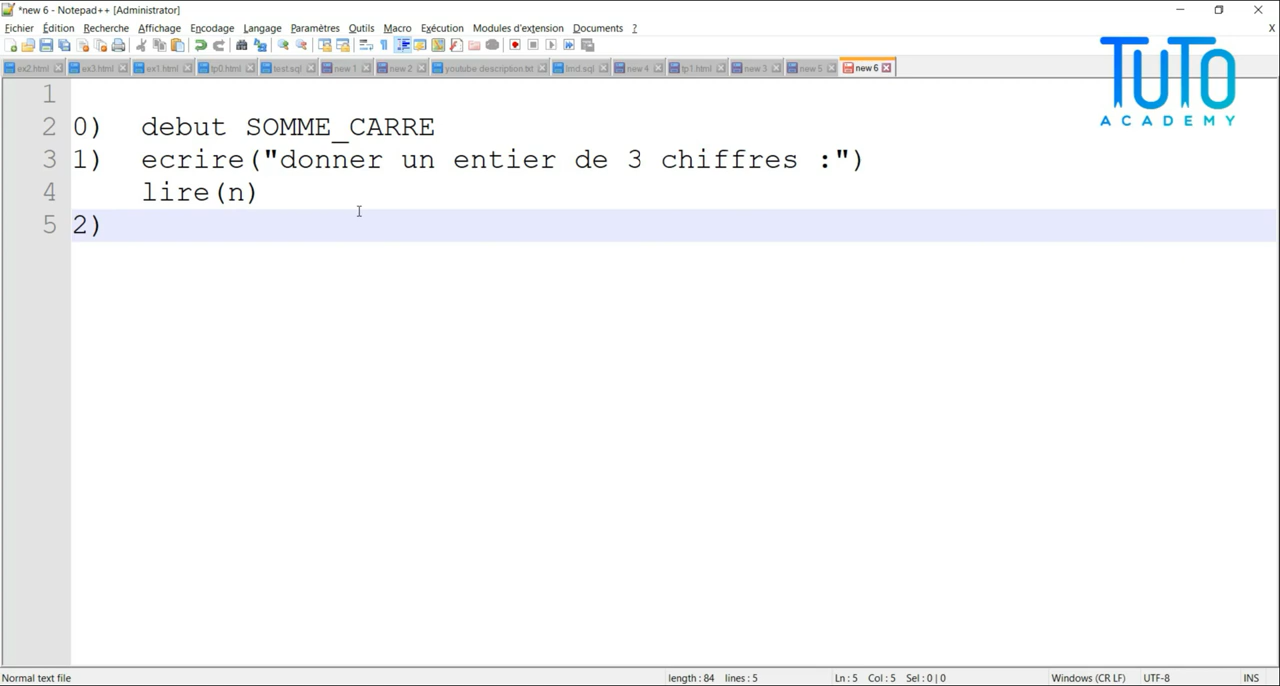 *new 6 - Notepad++ [Administrator]
Fichier Édition Recherche Affichage Encodage Langage Paramètres Outils Macro Exécution Modules d'extension Documents ? X
ex2.html ex3.html ex1.html tp0.html test.sql new 1 new 2 youtube description.txt lmd.sql new 4 tp1.html new 3 new 5 new 6
TUTO
ACADEMY
1
2 0) debut SOMME_CARRE
3 1) ecrire("donner un entier de 3 chiffres :")
4 lire(n)
5 2)
Normal text file length : 84 lines : 5 Ln : 5 Col : 5 Sel : 0 | 0 Windows (CR LF) UTF-8 INS